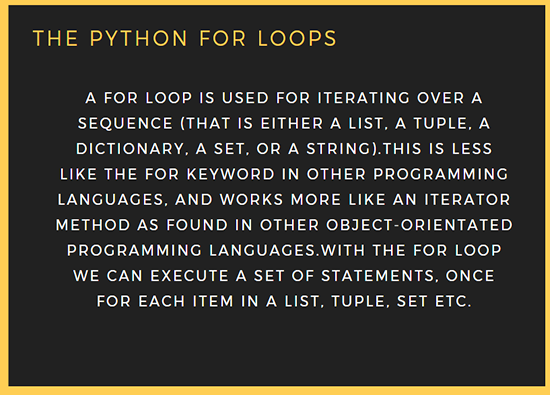 THE PYTHON FOR LOOPS
A FOR LOOP IS USED FOR ITERATING OVER A
SEQUENCE (THAT IS EITHER A LIST, A TUPLE, A
DICTIONARY, A SET, OR A STRING).THIS IS LESS
LIKE THE FOR KEYWORD IN OTHER PROGRAMMING
LANGUAGES, AND WORKS MORE LIKE AN ITERATOR
METHOD AS FOUND IN OTHER OBJECT-ORIENTATED
PROGRAMMING LANGUAGES.WITH THE FOR LOOP
WE CAN EXECUTE A SET OF STATEMENTS, ONCE
FOR EACH ITEM IN A LIST, TUPLE, SET ETC.